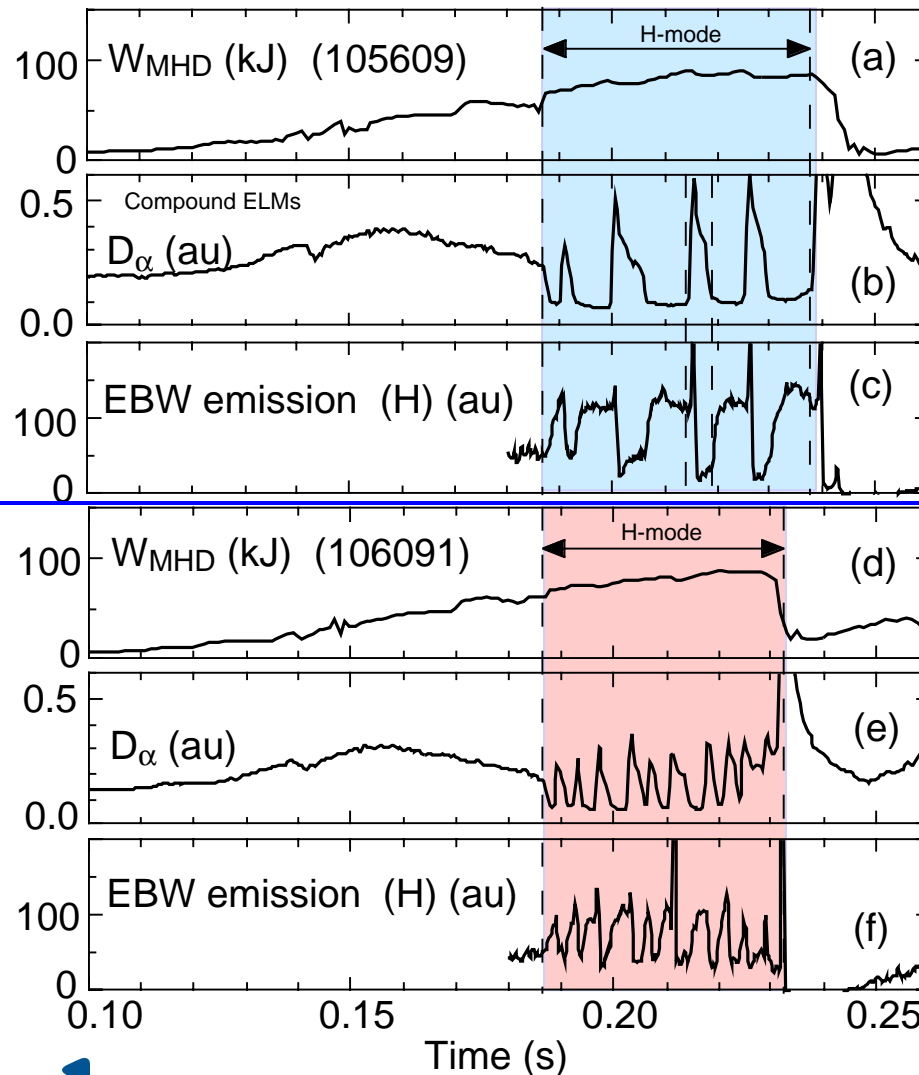 H-mode
W_MHD (kJ) (105609)
(a)
100
0
0.5
Compound ELMs
D_α (au)
(b)
0.0
EBW emission (H) (au)
(c)
100
0
H-mode
W_MHD (kJ) (106091)
(d)
100
0
0.5
D_α (au)
(e)
0.0
EBW emission (H) (au)
100
(f)
0
0.10 0.15 0.20 0.25
Time (s)